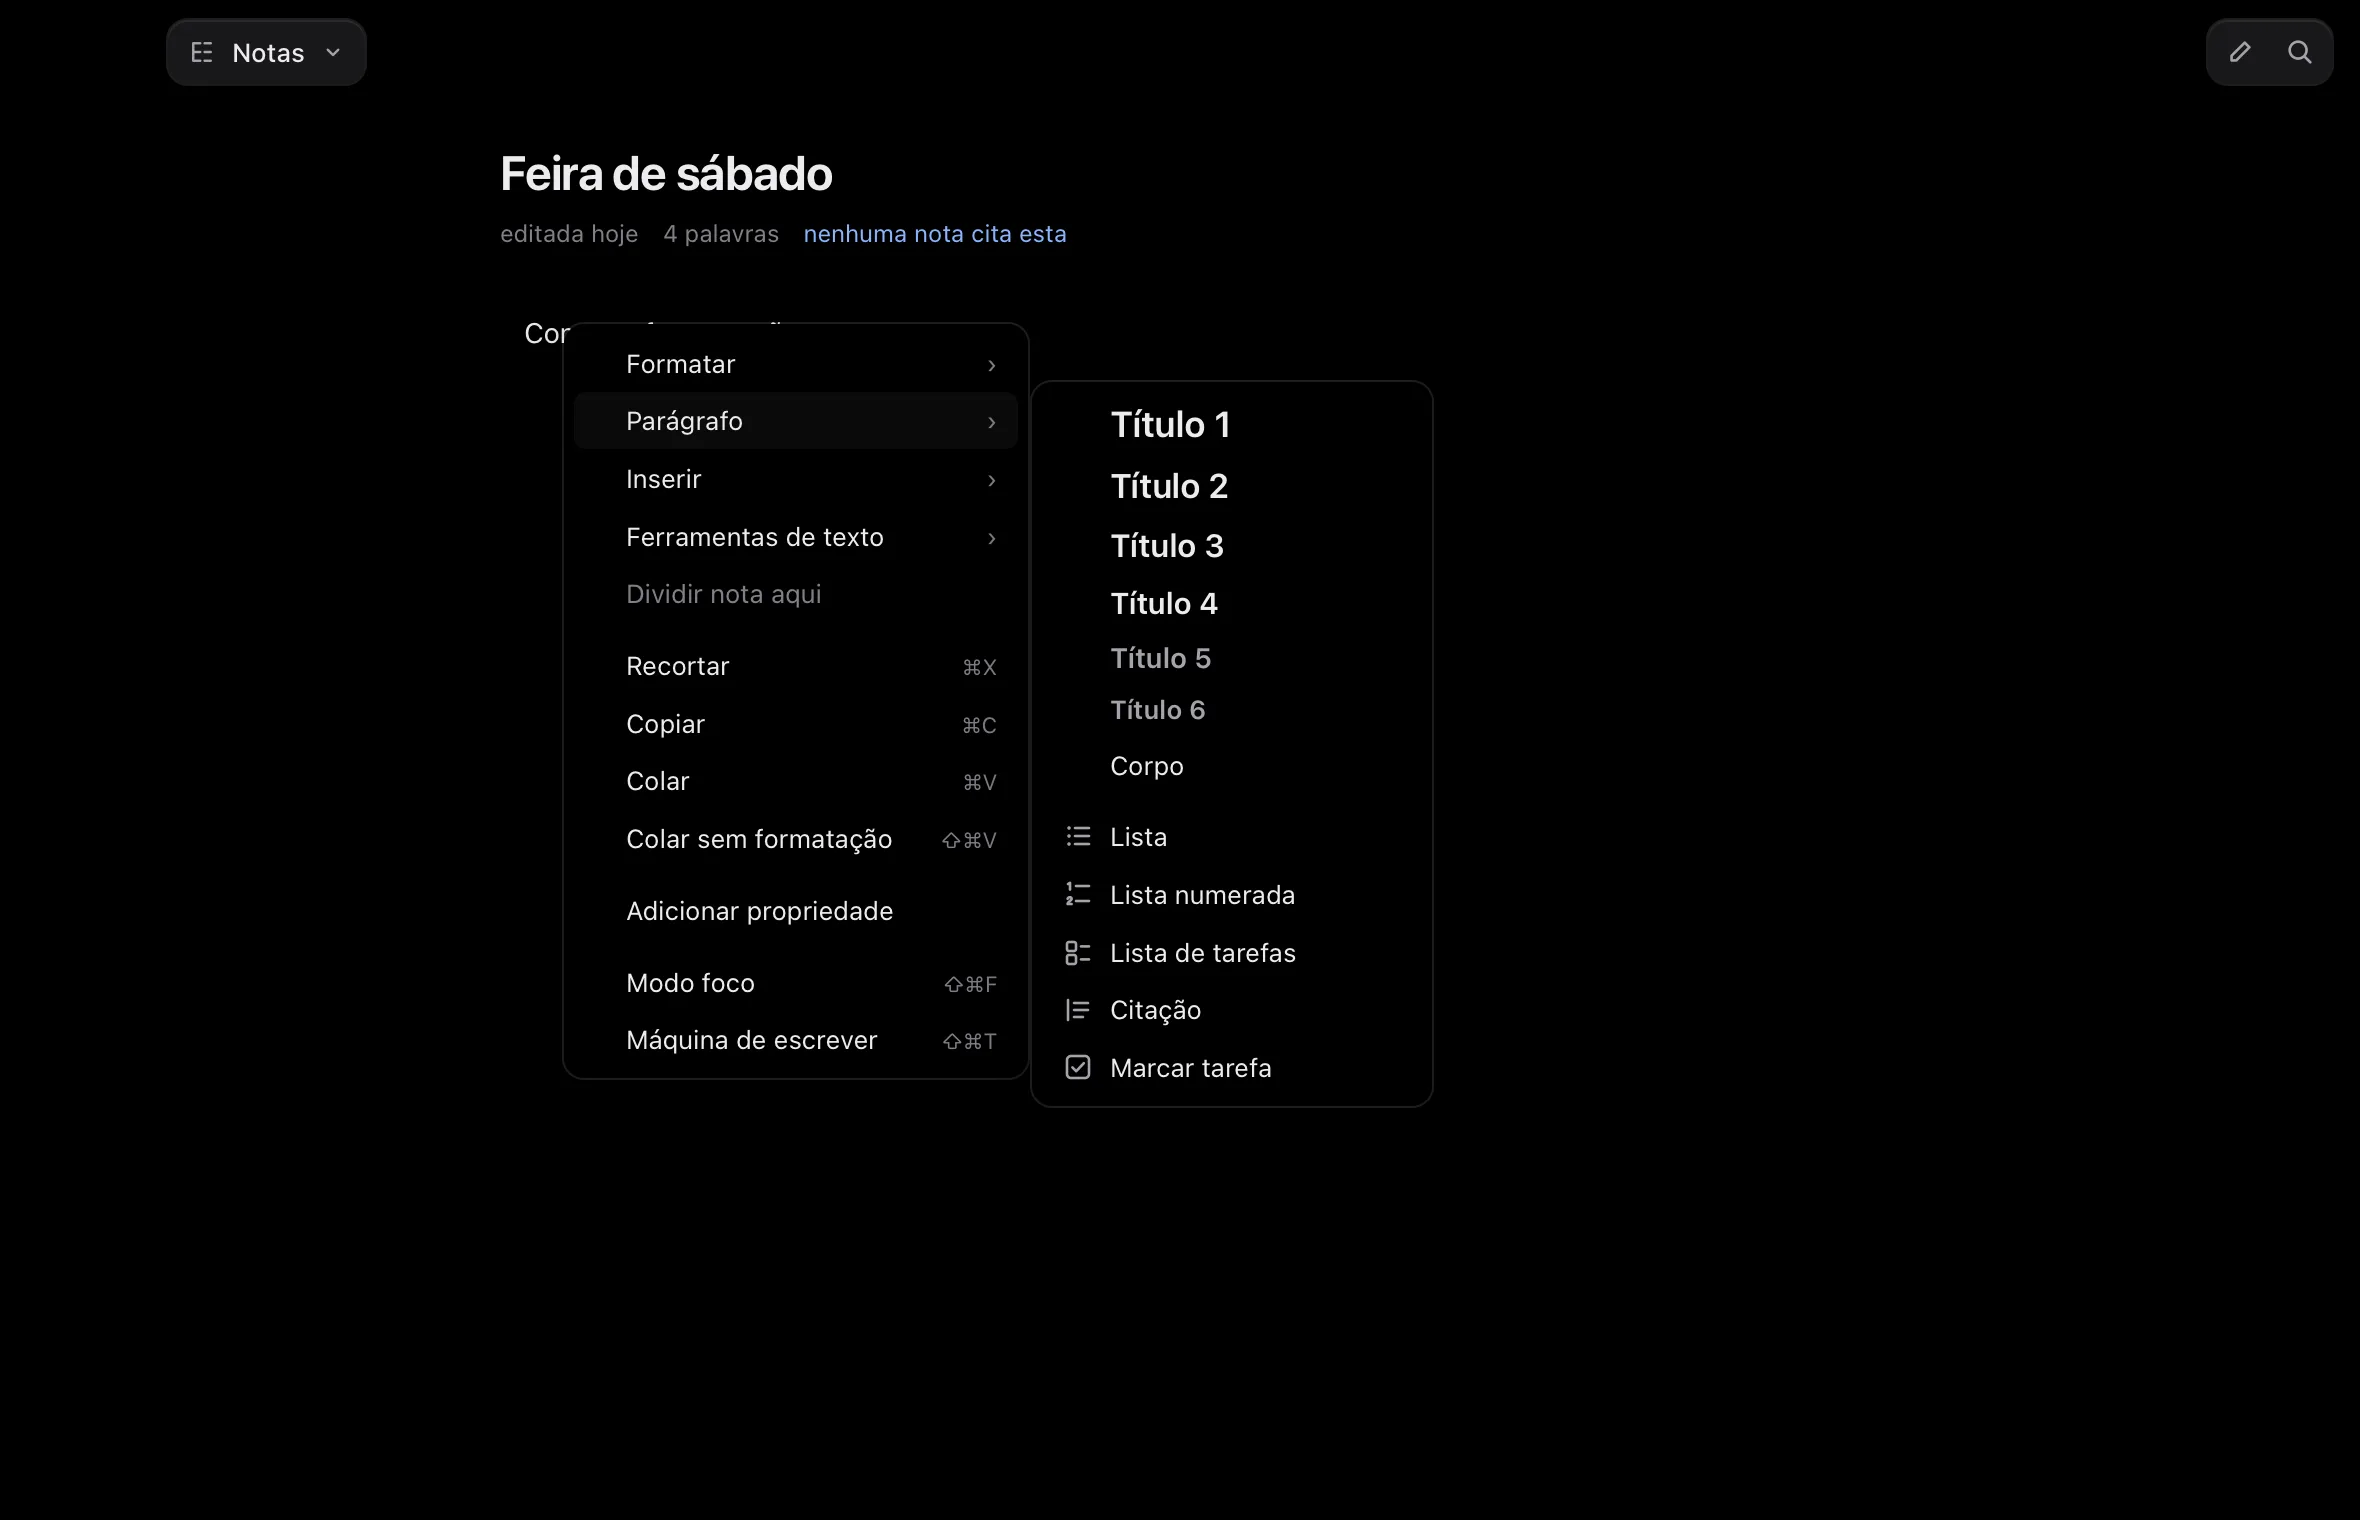 Notas
Feira de sábado
editada hoje 4 palavras nenhuma nota cita esta
Formatar
Parágrafo
Inserir
Ferramentas de texto
Dividir nota aqui
Recortar ⌘X
Copiar ⌘C
Colar ⌘V
Colar sem formatação ⇧⌘V
Adicionar propriedade
Modo foco ⇧⌘F
Máquina de escrever ⇧⌘T
Título 1
Título 2
Título 3
Título 4
Título 5
Título 6
Corpo
Lista
Lista numerada
Lista de tarefas
Citação
Marcar tarefa